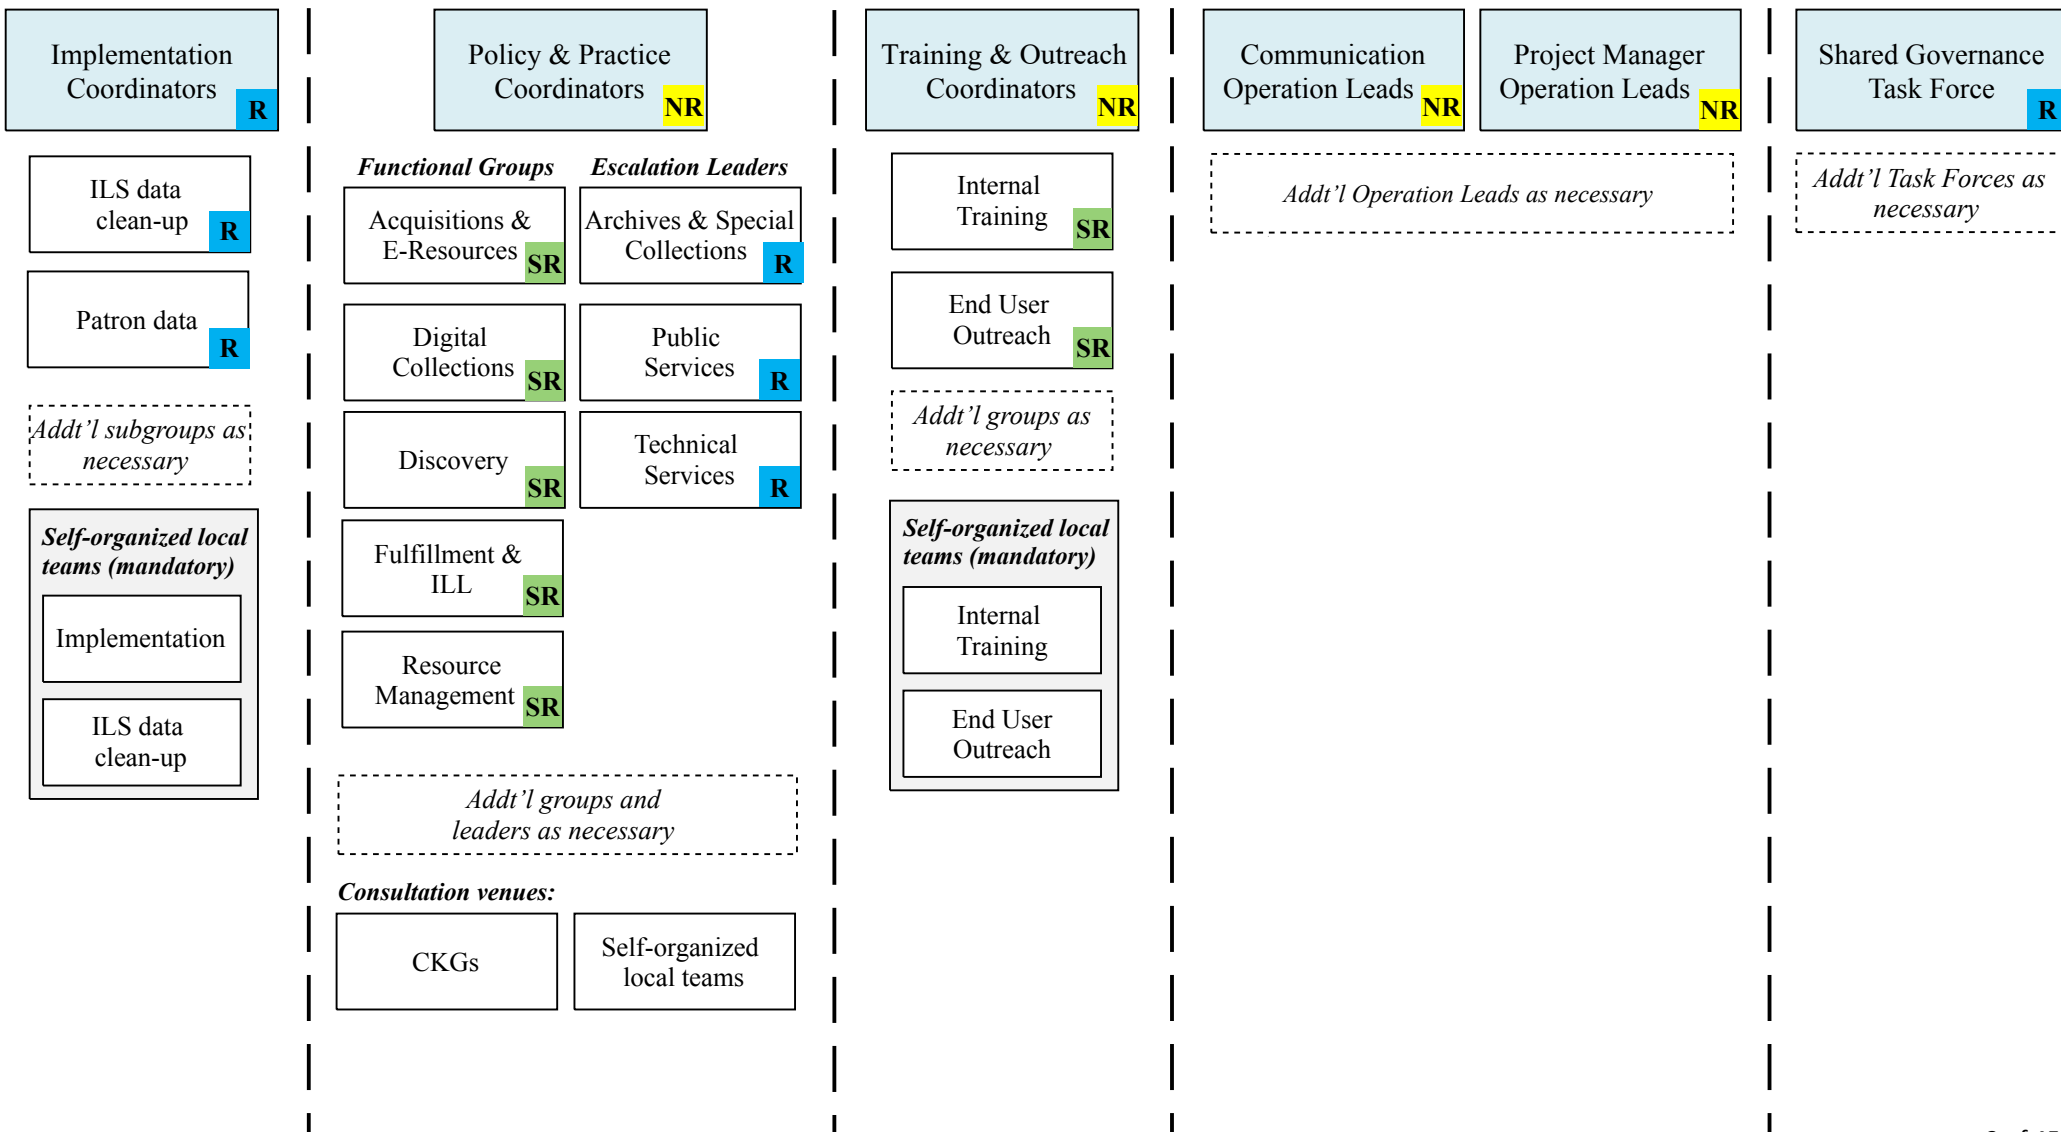 Implementation
Coordinators
R
ILS data
clean-up
R
Patron data
R
Addt’l subgroups as
necessary
Self-organized local
teams (mandatory)
Implementation
ILS data
clean-up
Policy & Practice
Coordinators
NR
Functional Groups
Acquisitions &
E-Resources
SR
Digital
Collections
SR
Discovery
SR
Fulfillment &
ILL
SR
Resource
Management
SR
Escalation Leaders
Archives & Special
Collections
R
Public
Services
R
Technical
Services
R
Addt’l groups and
leaders as necessary
Consultation venues:
CKGs
Self-organized
local teams
Training & Outreach
Coordinators
NR
Internal
Training
SR
End User
Outreach
SR
Addt’l groups as
necessary
Self-organized local
teams (mandatory)
Internal
Training
End User
Outreach
Communication
Operation Leads
NR
Project Manager
Operation Leads
NR
Addt’l Operation Leads as necessary
Shared Governance
Task Force
R
Addt’l Task Forces as
necessary